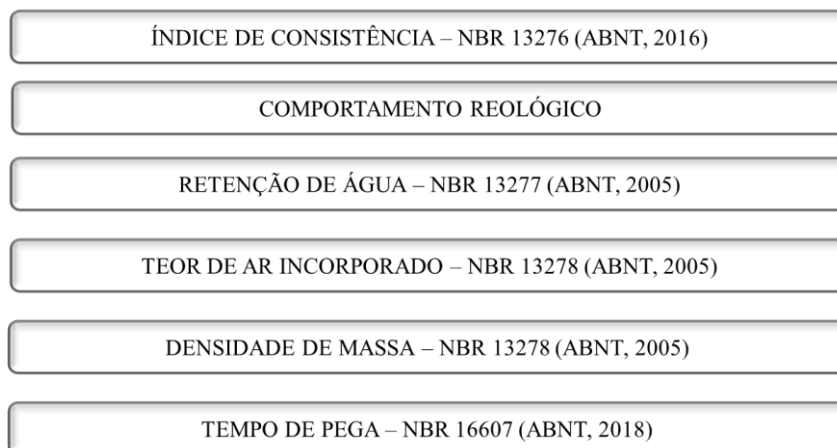 ÍNDICE DE CONSISTÊNCIA – NBR 13276 (ABNT, 2016)
COMPORTAMENTO REOLÓGICO
RETENÇÃO DE ÁGUA – NBR 13277 (ABNT, 2005)
TEOR DE AR INCORPORADO – NBR 13278 (ABNT, 2005)
DENSIDADE DE MASSA – NBR 13278 (ABNT, 2005)
TEMPO DE PEGA – NBR 16607 (ABNT, 2018)